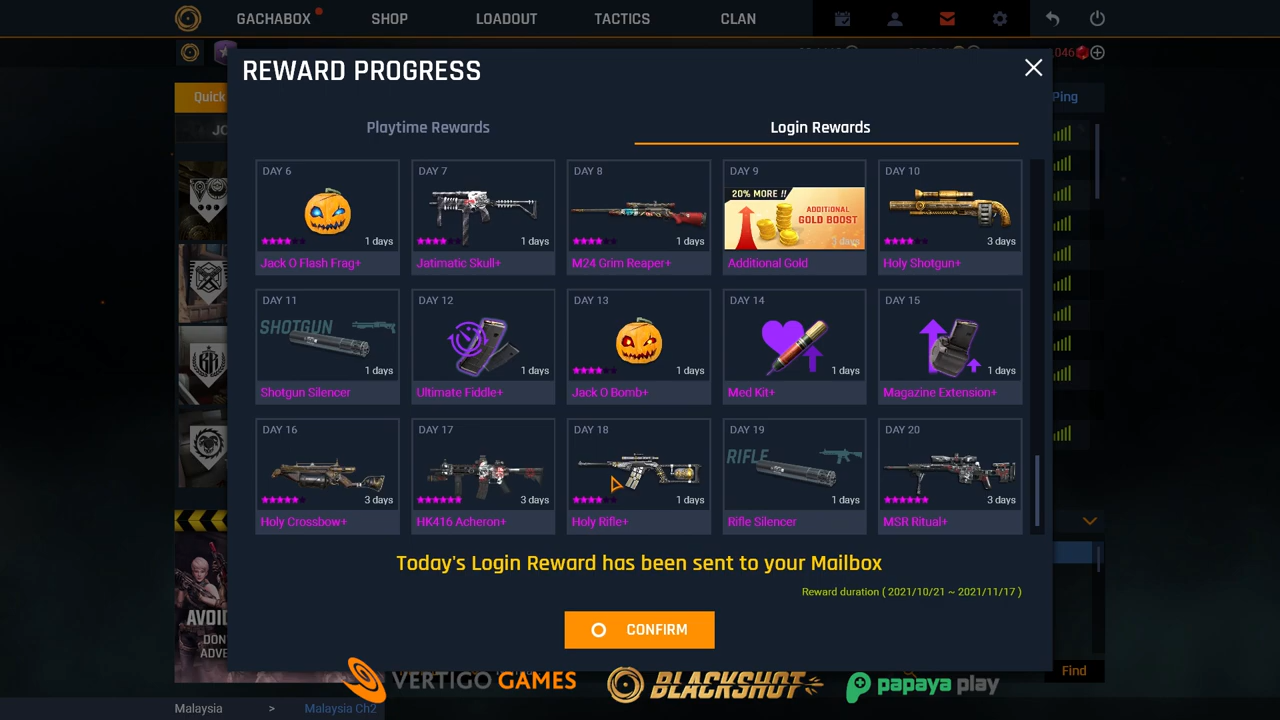 GACHABOX SHOP LOADOUT TACTICS CLAN
,046
REWARD PROGRESS
Quick
Ping
Playtime Rewards Login Rewards
JC
DAY 6 DAY 7 DAY 8 DAY 9 DAY 10
20% MORE !!
ADDITIONAL
GOLD BOOST
1 days 1 days 1 days 3 days 3 days
Jack O Flash Frag+ Jatimatic Skull+ M24 Grim Reaper+ Additional Gold Holy Shotgun+
DAY 11 DAY 12 DAY 13 DAY 14 DAY 15
SHOTGUN
1 days 1 days 1 days 1 days 1 days
Shotgun Silencer Ultimate Fiddle+ Jack O Bomb+ Med Kit+ Magazine Extension+
DAY 16 DAY 17 DAY 18 DAY 19 DAY 20
RIFLE
3 days 3 days 1 days 1 days 3 days
Holy Crossbow+ HK416 Acheron+ Holy Rifle+ Rifle Silencer MSR Ritual+
Today's Login Reward has been sent to your Mailbox
Reward duration ( 2021/10/21 ~ 2021/11/17 )
CONFIRM
AVOID
DON'
ADVE
Find
VERTIGO GAMES BLACKSHOT papaya play
Malaysia > Malaysia Ch2